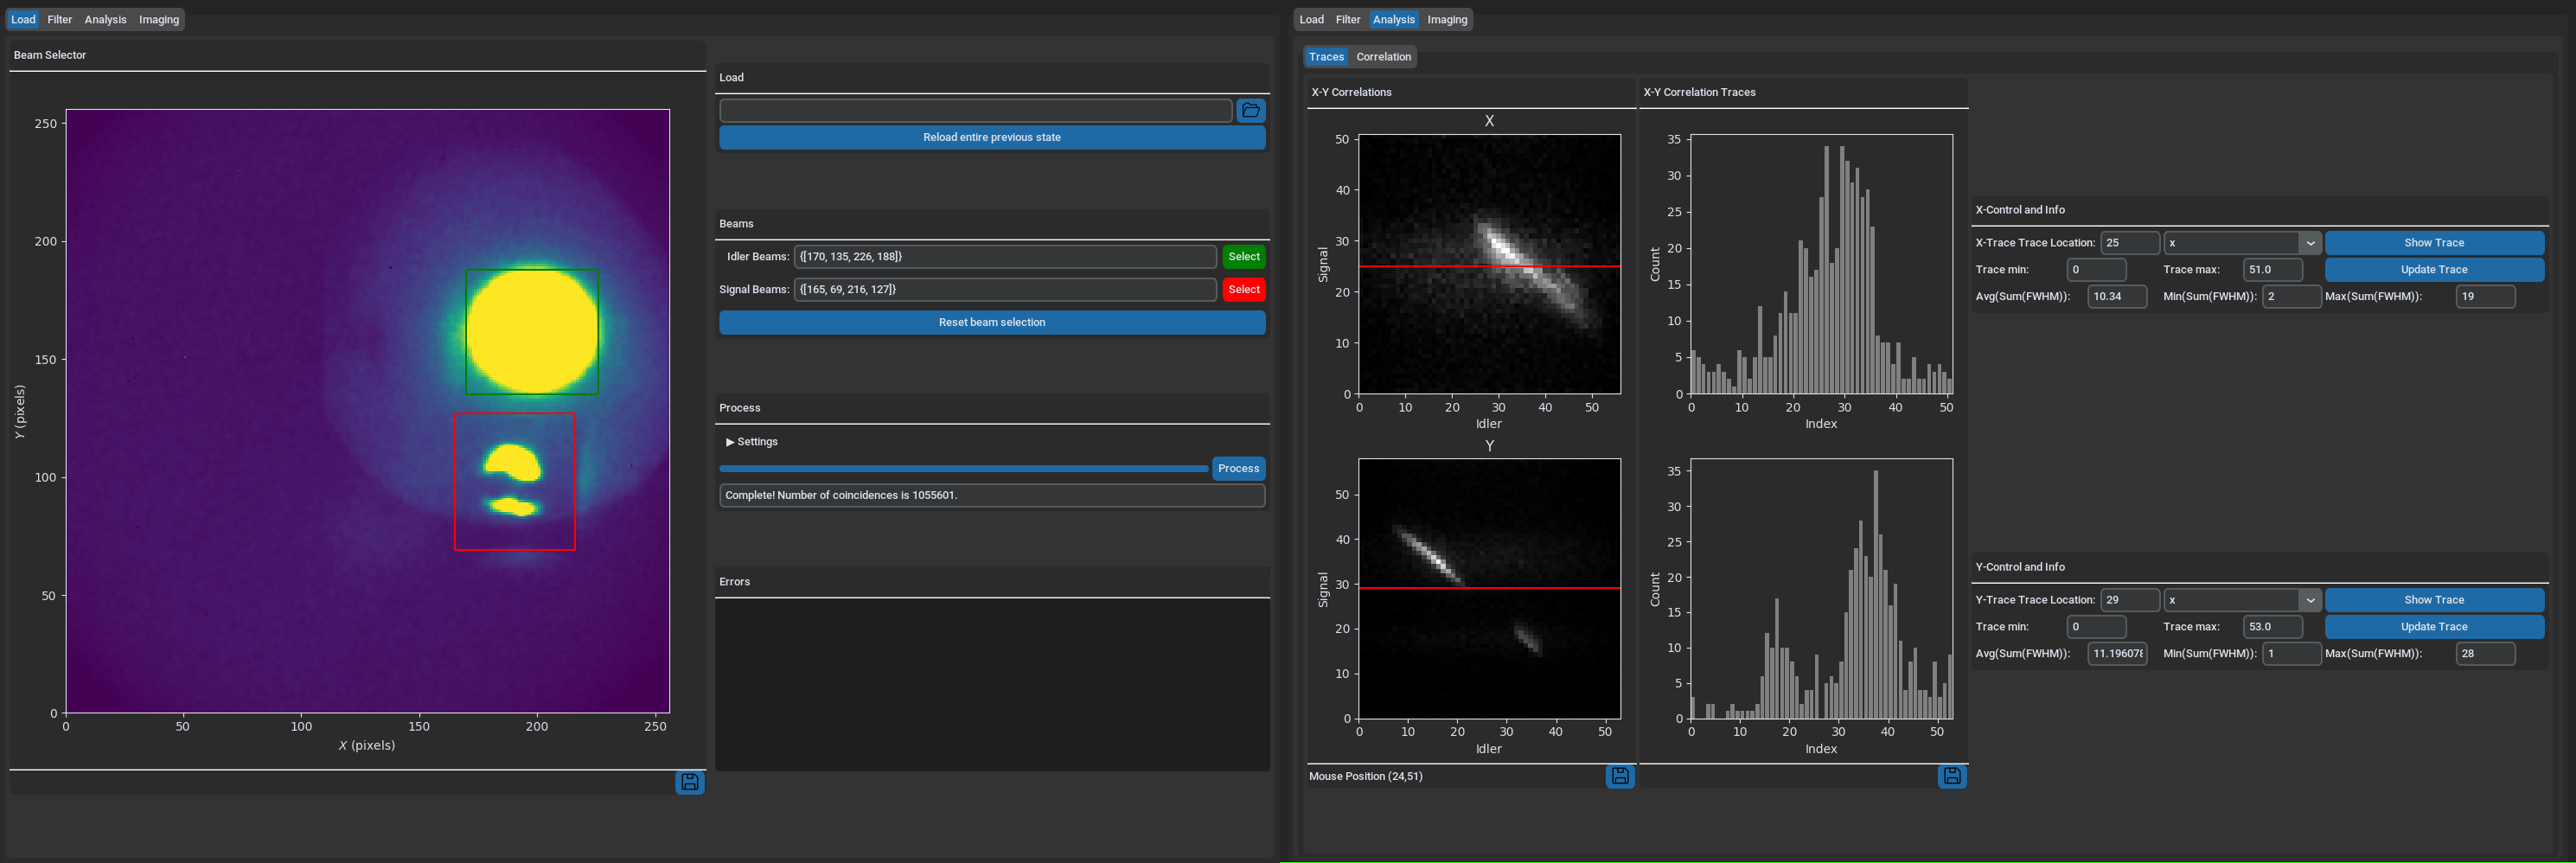 Load Filter Analysis Imaging
Beam Selector
250
200
150
100
50
0
0 50 100 150 200 250
Y (pixels)
X (pixels)
Load
Reload entire previous state
Beams
Idler Beams: {[170, 135, 226, 188]} Select
Signal Beams: {[165, 69, 216, 127]} Select
Reset beam selection
Process
▶ Settings
Process
Complete! Number of coincidences is 1055601.
Errors
Load Filter Analysis Imaging
Traces Correlation
X-Y Correlations
X
50
40
30
20
10
0
Signal
0 10 20 30 40 50
Idler
Y
50
40
30
20
10
0
Signal
0 10 20 30 40 50
Idler
Mouse Position (24,51)
X-Y Correlation Traces
35
30
25
20
15
10
5
0
Count
0 10 20 30 40 50
Index
35
30
25
20
15
10
5
0
Count
0 10 20 30 40 50
Index
X-Control and Info
X-Trace Trace Location: 25 x Show Trace
Trace min: 0 Trace max: 51.0 Update Trace
Avg(Sum(FWHM)): 10.34 Min(Sum(FWHM)): 2 Max(Sum(FWHM)): 19
Y-Control and Info
Y-Trace Trace Location: 29 x Show Trace
Trace min: 0 Trace max: 53.0 Update Trace
Avg(Sum(FWHM)): 11.196078 Min(Sum(FWHM)): 1 Max(Sum(FWHM)): 28